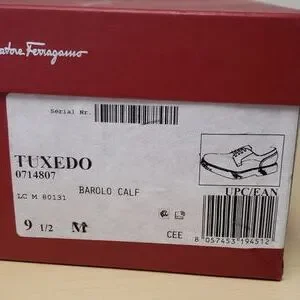 Salvatore Ferragamo
Serial Nr.
TUXEDO
0714807
BAROLO CALF
LC M 80131
UPC/EAN
9 1/2 M
CEE
8 057453 194512